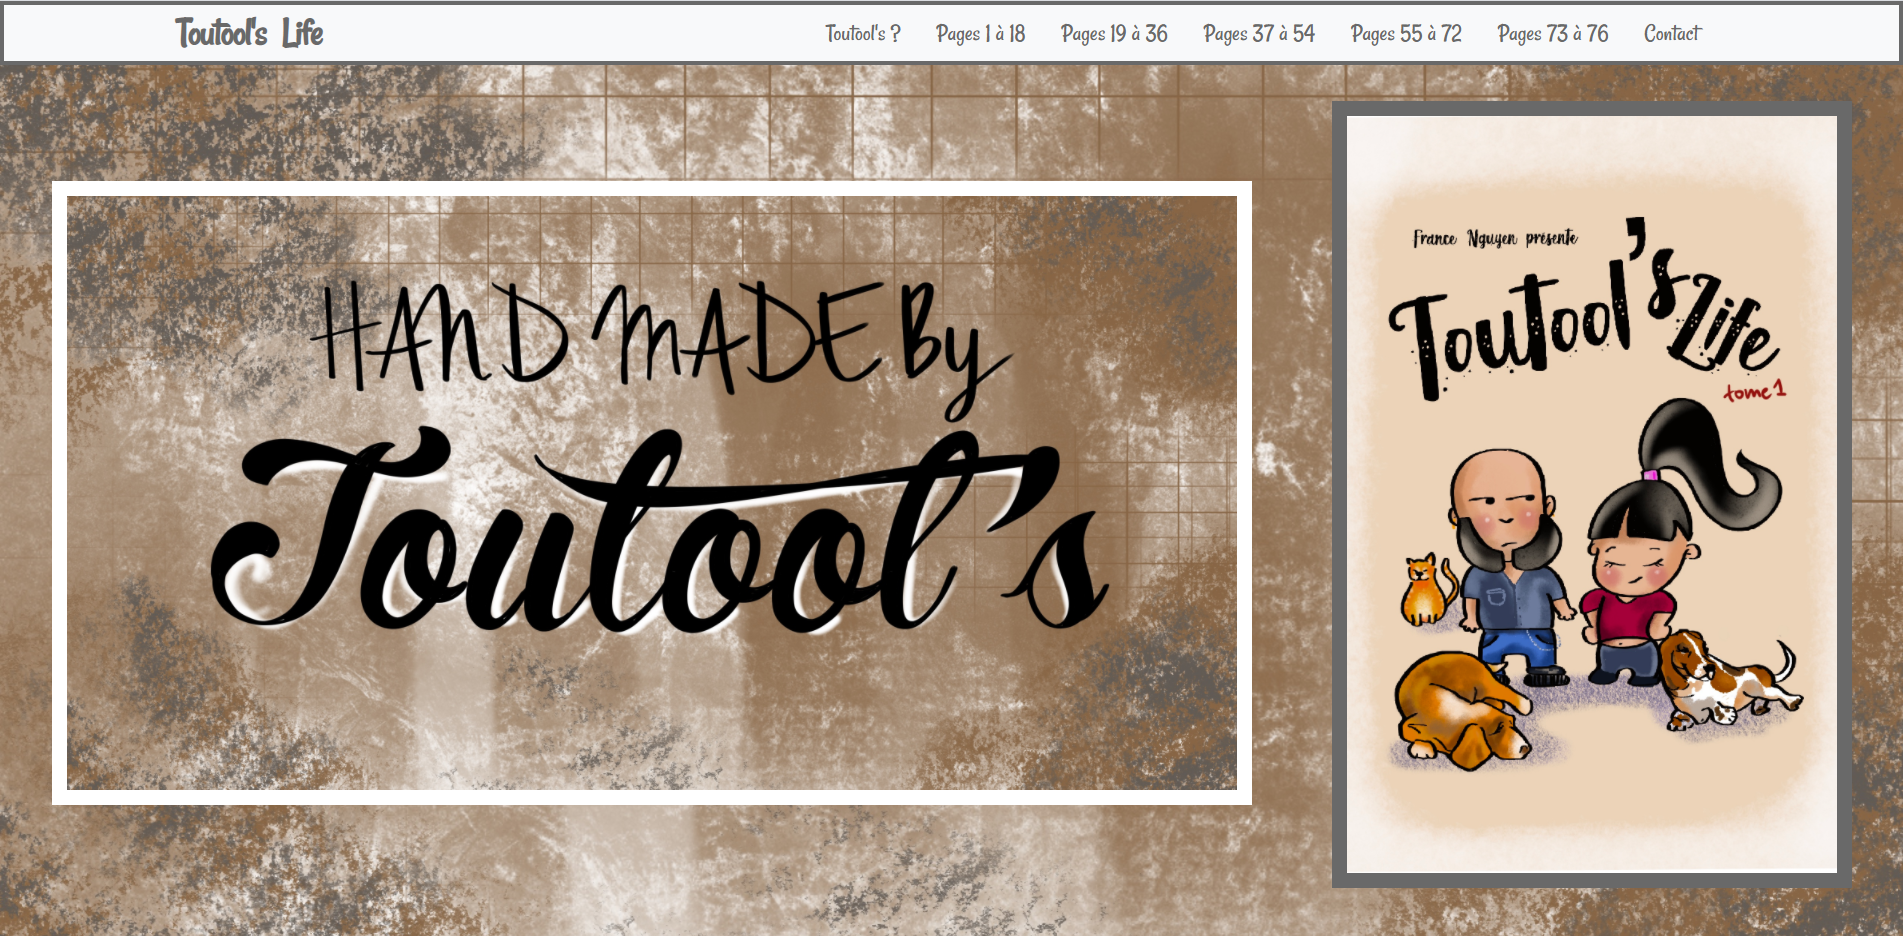 Toutool's Life
Toutool's ? Pages 1 à 18 Pages 19 à 36 Pages 37 à 54 Pages 55 à 72 Pages 73 à 76 Contact
HAND MADE By
Toutool's
France Nguyen présente
Toutool's Life
tome 1